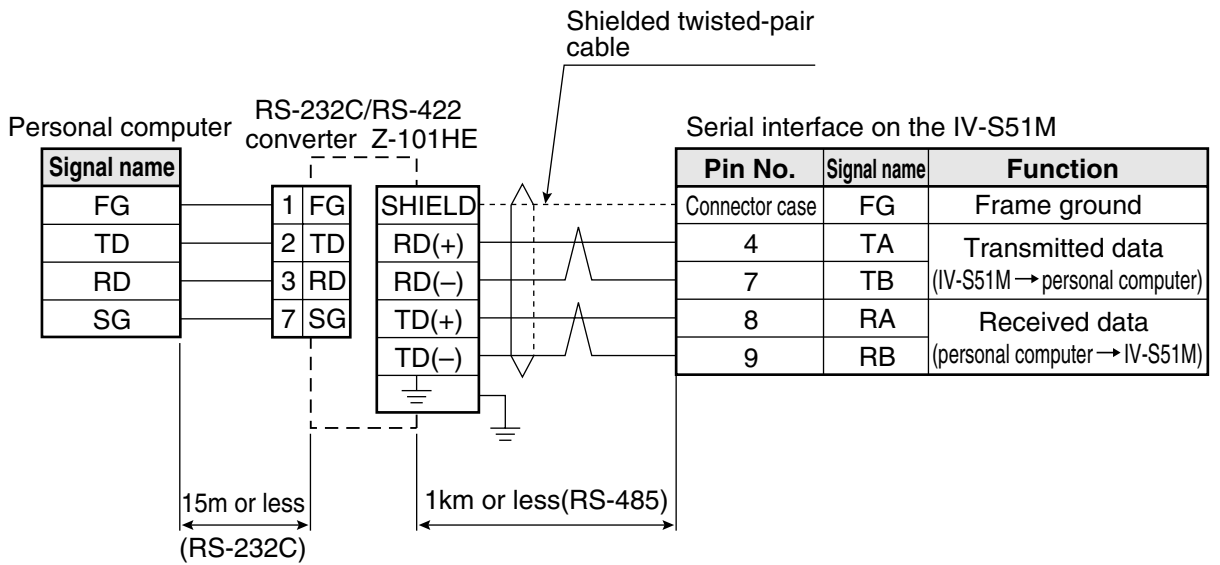 Shielded twisted-pair
cable
RS-232C/RS-422
Personal computer
converter Z-101HE
Serial interface on the IV-S51M
Signal name
FG
TD
RD
SG
1 FG
2 TD
3 RD
7 SG
SHIELD
RD(+)
RD(–)
TD(+)
TD(–)
Pin No. Signal name Function
Connector case FG Frame ground
4 TA Transmitted data
7 TB (IV-S51M → personal computer)
8 RA Received data
9 RB (personal computer → IV-S51M)
15m or less
(RS-232C)
1km or less(RS-485)